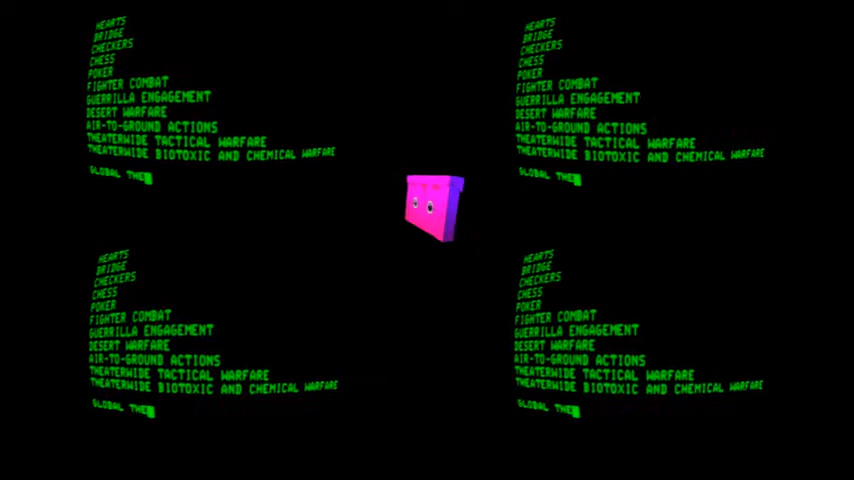 HEARTS
BRIDGE
CHECKERS
CHESS
POKER
FIGHTER COMBAT
GUERRILLA ENGAGEMENT
DESERT WARFARE
AIR-TO-GROUND ACTIONS
THEATERWIDE TACTICAL WARFARE
THEATERWIDE BIOTOXIC AND CHEMICAL WARFARE
GLOBAL THE
HEARTS
BRIDGE
CHECKERS
CHESS
POKER
FIGHTER COMBAT
GUERRILLA ENGAGEMENT
DESERT WARFARE
AIR-TO-GROUND ACTIONS
THEATERWIDE TACTICAL WARFARE
THEATERWIDE BIOTOXIC AND CHEMICAL WARFARE
GLOBAL THE
HEARTS
BRIDGE
CHECKERS
CHESS
POKER
FIGHTER COMBAT
GUERRILLA ENGAGEMENT
DESERT WARFARE
AIR-TO-GROUND ACTIONS
THEATERWIDE TACTICAL WARFARE
THEATERWIDE BIOTOXIC AND CHEMICAL WARFARE
GLOBAL THE
HEARTS
BRIDGE
CHECKERS
CHESS
POKER
FIGHTER COMBAT
GUERRILLA ENGAGEMENT
DESERT WARFARE
AIR-TO-GROUND ACTIONS
THEATERWIDE TACTICAL WARFARE
THEATERWIDE BIOTOXIC AND CHEMICAL WARFARE
GLOBAL THE